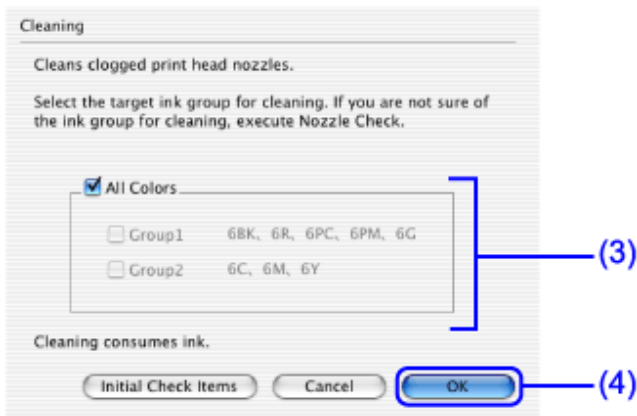 Cleaning
Cleans clogged print head nozzles.
Select the target ink group for cleaning. If you are not sure of
the ink group for cleaning, execute Nozzle Check.
All Colors
Group1 6BK、6R、6PC、6PM、6G
Group2 6C、6M、6Y
(3)
Cleaning consumes ink.
Initial Check Items Cancel OK (4)